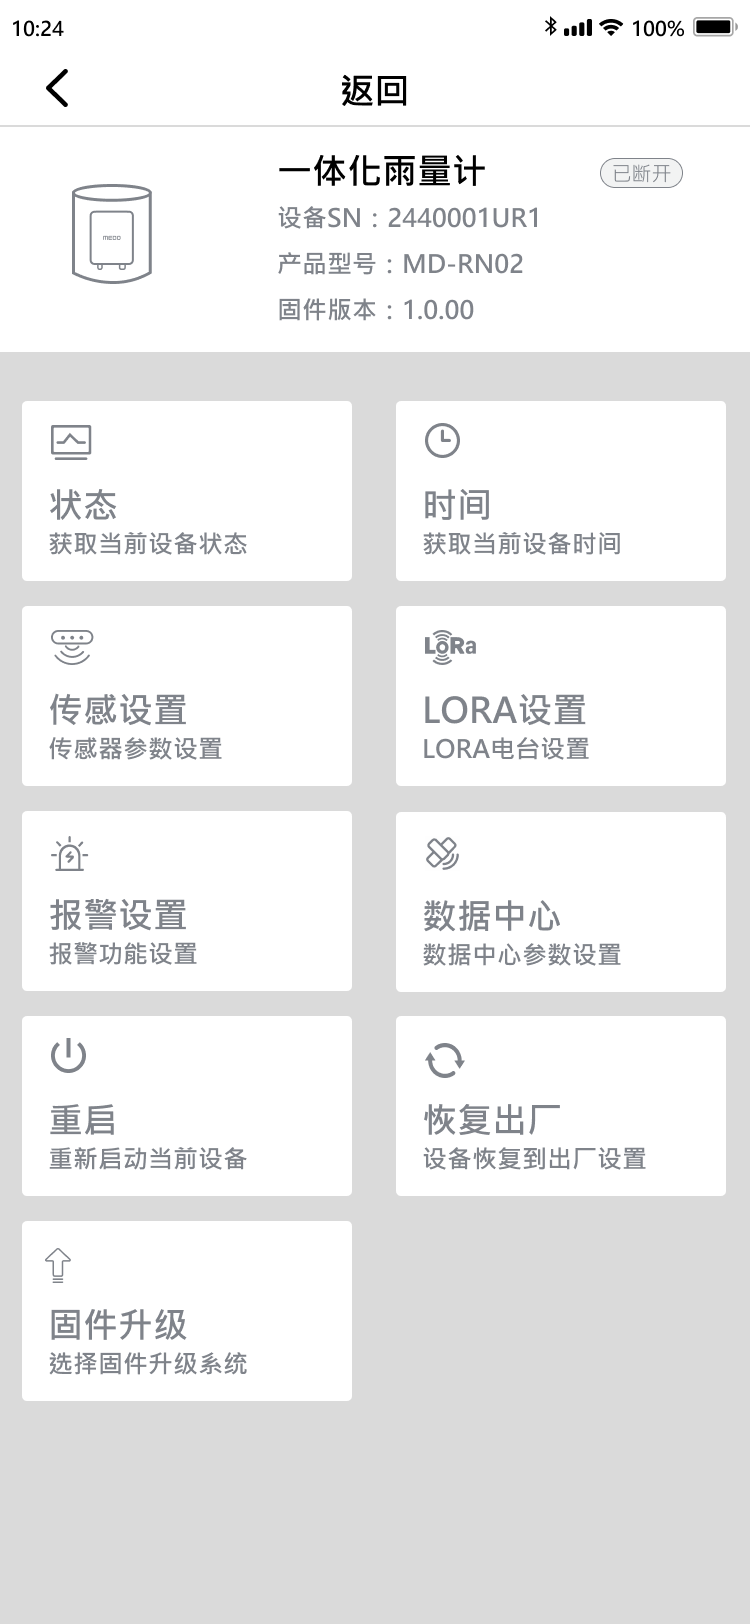 10:24
100%
返回
一体化雨量计
已断开
设备SN：2440001UR1
MEDO
产品型号：MD-RN02
固件版本：1.0.00
状态
获取当前设备状态
时间
获取当前设备时间
传感设置
传感器参数设置
LoRa
LORA设置
LORA电台设置
报警设置
报警功能设置
数据中心
数据中心参数设置
重启
重新启动当前设备
恢复出厂
设备恢复到出厂设置
固件升级
选择固件升级系统